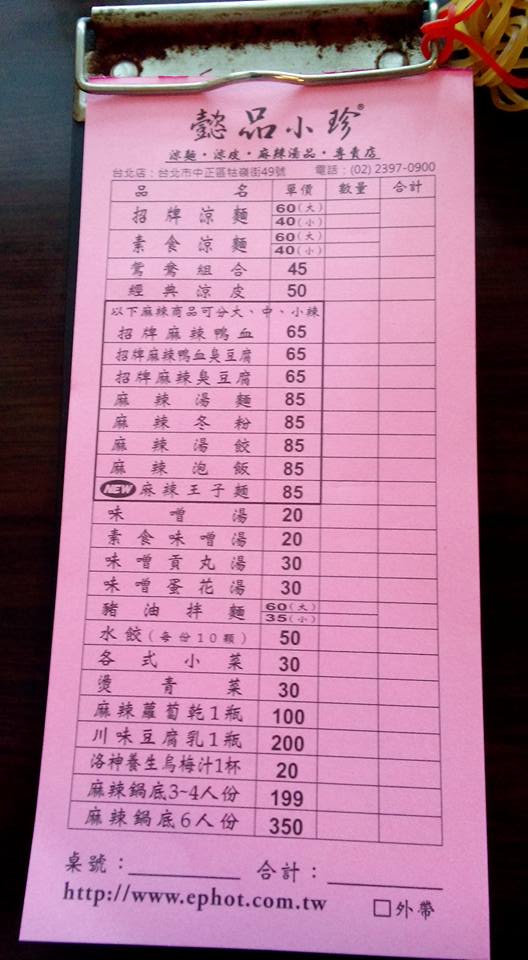 懿品小珍®
涼麵・涼皮・麻辣湯品・專賣店
台北店：台北市中正區牯嶺街49號 電話：(02) 2397-0900
品名 單價 數量 合計
招牌涼麵 60(大) 40(小)
素食涼麵 60(大) 40(小)
鴛鴦組合 45
經典涼皮 50
以下麻辣商品可分大、中、小辣
招牌麻辣鴨血 65
招牌麻辣鴨血臭豆腐 65
招牌麻辣臭豆腐 65
麻辣湯麵 85
麻辣冬粉 85
麻辣湯餃 85
麻辣泡飯 85
NEW 麻辣王子麵 85
味噌湯 20
素食味噌湯 20
味噌貢丸湯 30
味噌蛋花湯 30
豬油拌麵 60(大) 35(小)
水餃(每份10顆) 50
各式小菜 30
燙青菜 30
麻辣蘿蔔乾1瓶 100
川味豆腐乳1瓶 200
洛神養生烏梅汁1杯 20
麻辣鍋底3~4人份 199
麻辣鍋底6人份 350
桌號：________ 合計：________
http://www.ephot.com.tw □外帶